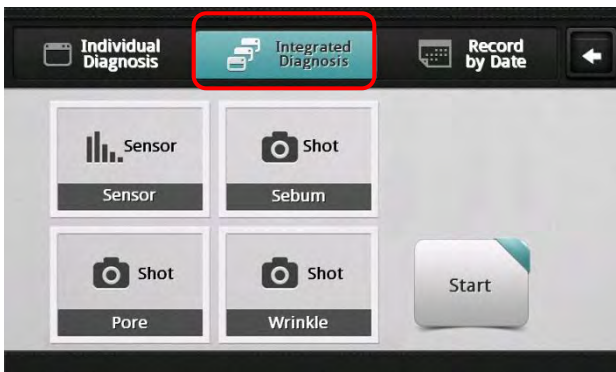 Individual
Diagnosis
Integrated
Diagnosis
Record
by Date
Sensor
Sensor
Shot
Sebum
Shot
Pore
Shot
Wrinkle
Start